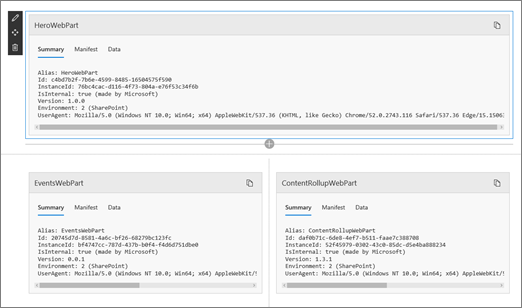 HeroWebPart
Summary Manifest Data
Alias: HeroWebPart
Id: c4bd7b2f-7b6e-4599-8485-16504575f590
InstanceId: 76bc4cac-d116-4f73-804a-e76f53c34f6b
IsInternal: true (made by Microsoft)
Version: 1.0.0
Environment: 2 (SharePoint)
UserAgent: Mozilla/5.0 (Windows NT 10.0; Win64; x64) AppleWebKit/537.36 (KHTML, like Gecko) Chrome/52.0.2743.116 Safari/537.36 Edge/15.15063
EventsWebPart
Summary Manifest Data
Alias: EventsWebPart
Id: 20745d7d-8581-4a6c-bf26-68279bc123fc
InstanceId: bf4747cc-787d-437b-b0f4-f4d6d751dbe0
IsInternal: true (made by Microsoft)
Version: 0.0.1
Environment: 2 (SharePoint)
UserAgent: Mozilla/5.0 (Windows NT 10.0; Win64; x64) AppleWebKit/5
ContentRollupWebPart
Summary Manifest Data
Alias: ContentRollupWebPart
Id: daf0b71c-6de8-4ef7-b511-faae7c388708
InstanceId: 52f45979-0302-43c0-85dc-d5e4ba888234
IsInternal: true (made by Microsoft)
Version: 1.3.1
Environment: 2 (SharePoint)
UserAgent: Mozilla/5.0 (Windows NT 10.0; Win64; x64) AppleWebKit/5